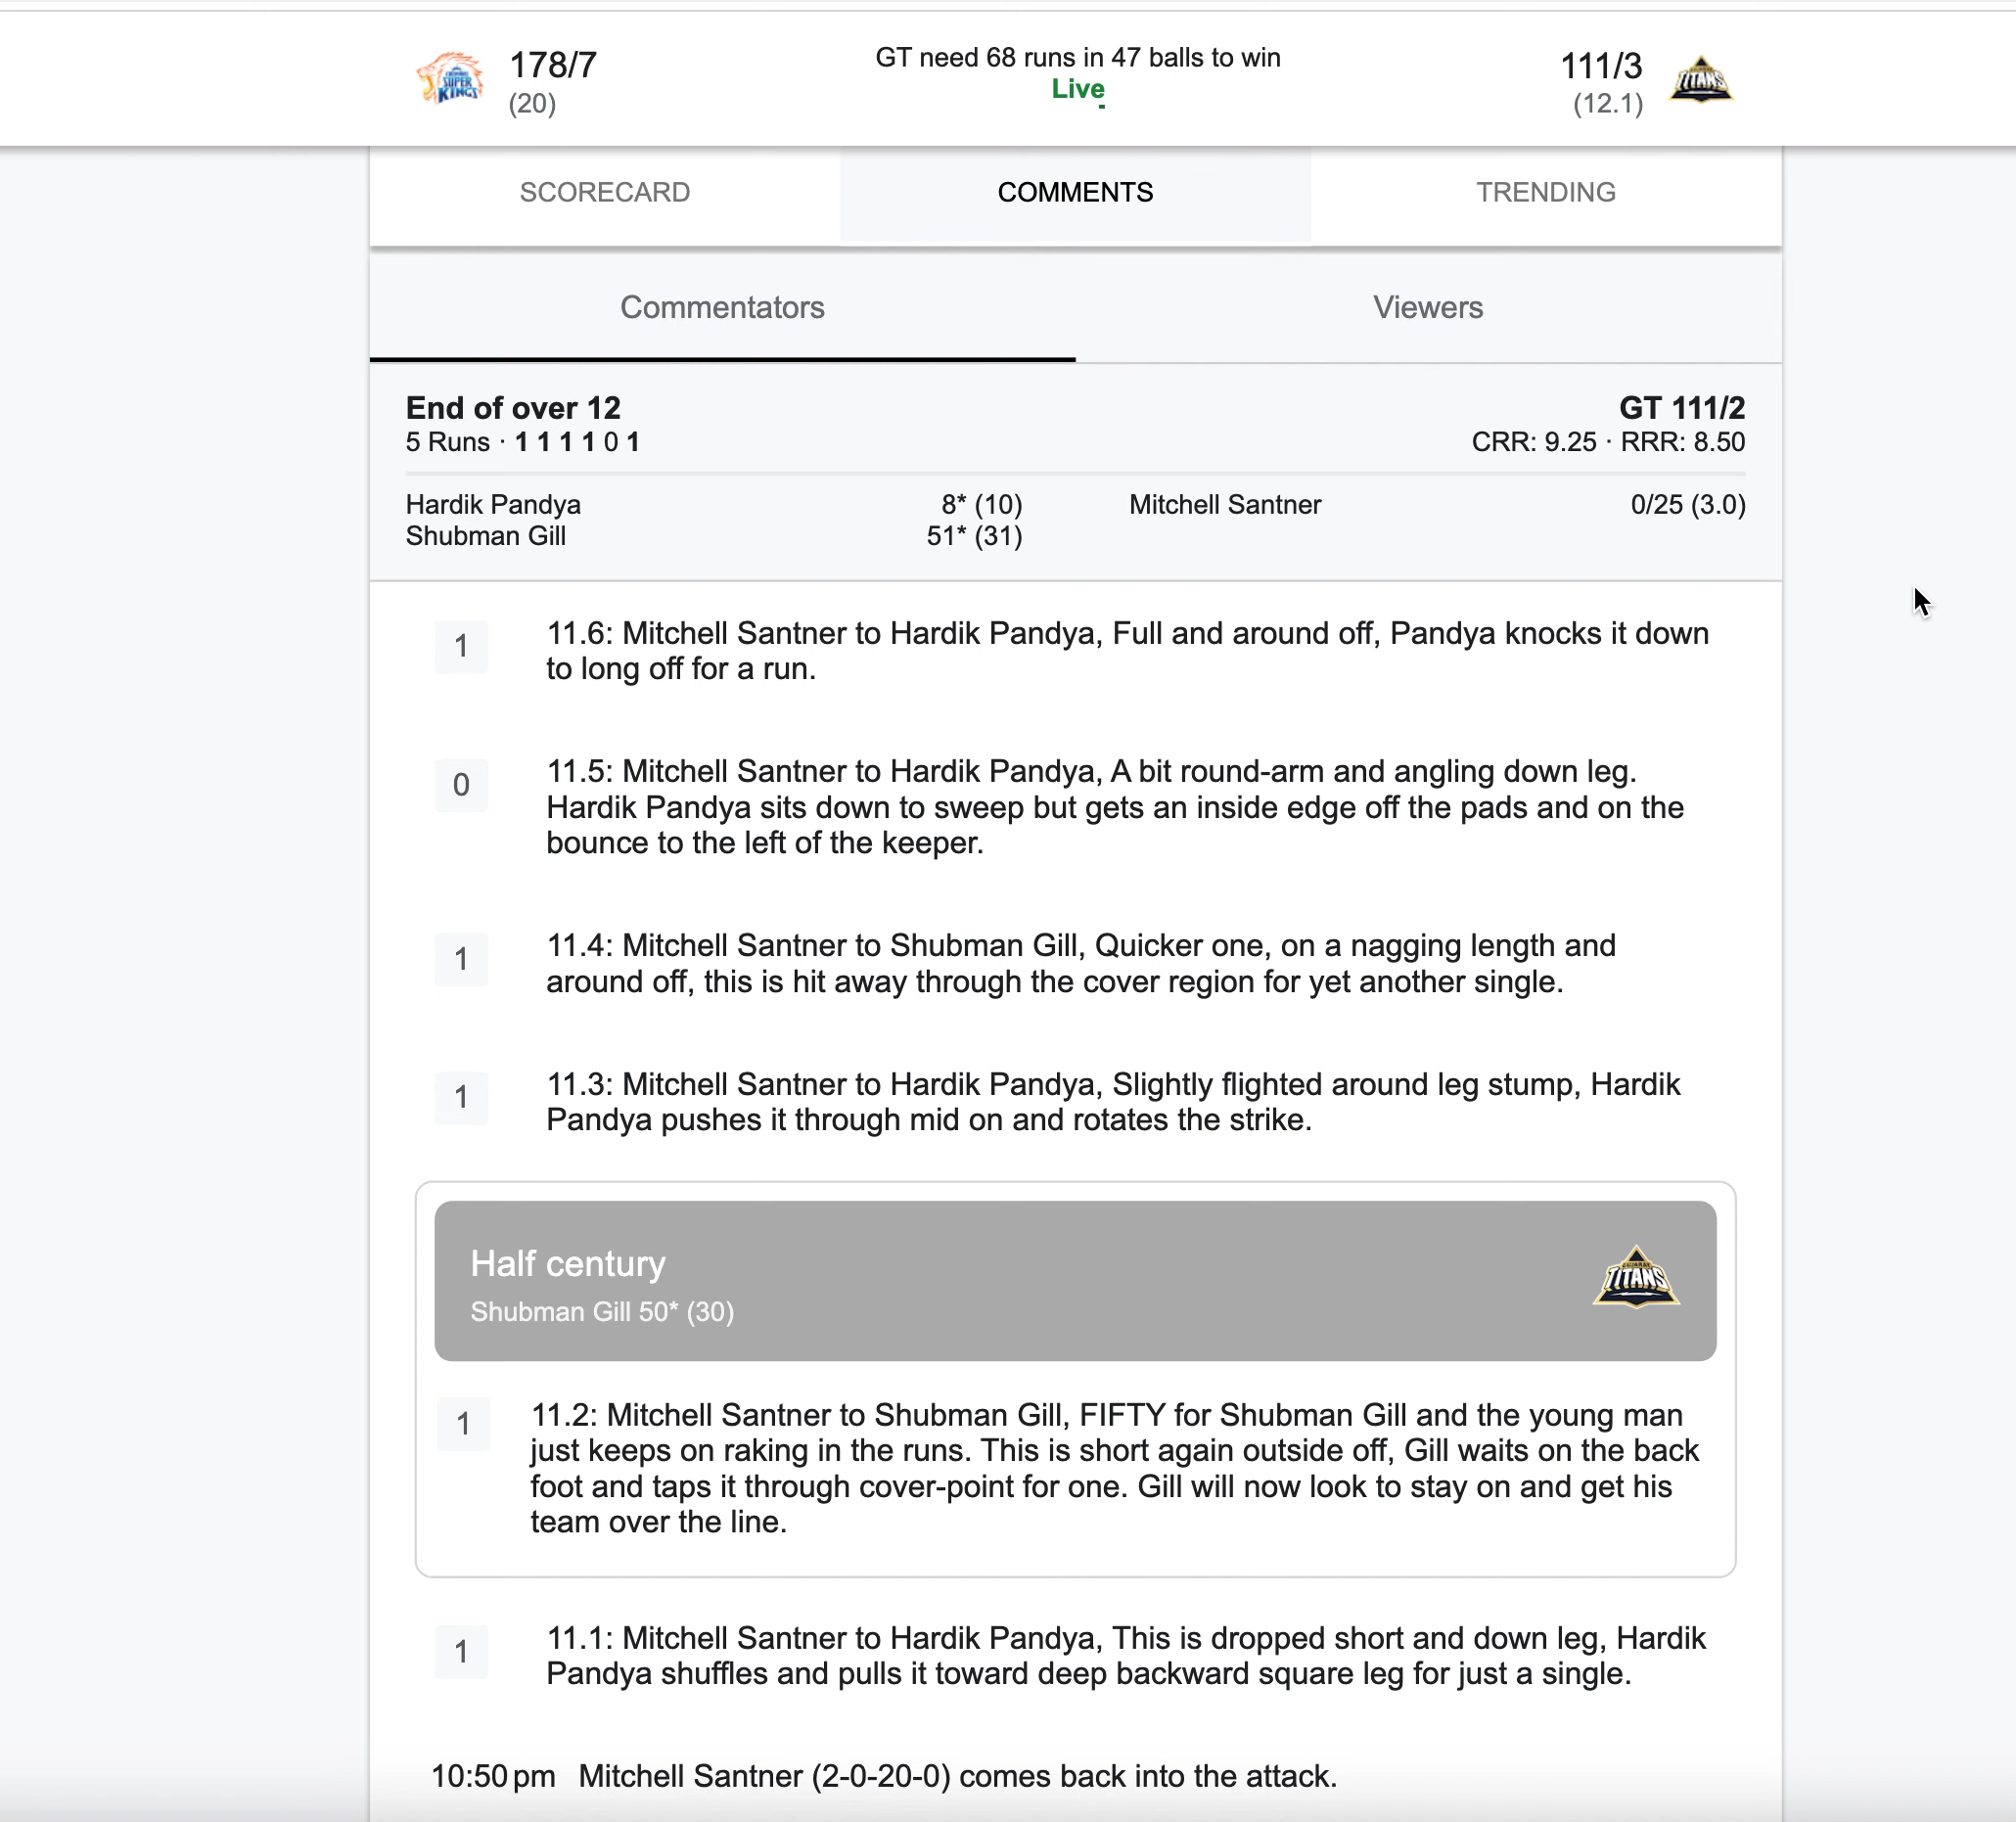 SUPER
KINGS
178/7
(20)
GT need 68 runs in 47 balls to win
Live
111/3
(12.1)
TITANS
SCORECARD
COMMENTS
TRENDING
Commentators
Viewers
End of over 12
GT 111/2
5 Runs · 1 1 1 1 0 1
CRR: 9.25 · RRR: 8.50
Hardik Pandya 8* (10)
Mitchell Santner 0/25 (3.0)
Shubman Gill 51* (31)
1
11.6: Mitchell Santner to Hardik Pandya, Full and around off, Pandya knocks it down
to long off for a run.
0
11.5: Mitchell Santner to Hardik Pandya, A bit round-arm and angling down leg.
Hardik Pandya sits down to sweep but gets an inside edge off the pads and on the
bounce to the left of the keeper.
1
11.4: Mitchell Santner to Shubman Gill, Quicker one, on a nagging length and
around off, this is hit away through the cover region for yet another single.
1
11.3: Mitchell Santner to Hardik Pandya, Slightly flighted around leg stump, Hardik
Pandya pushes it through mid on and rotates the strike.
Half century
Shubman Gill 50* (30)
GUJARAT
TITANS
1
11.2: Mitchell Santner to Shubman Gill, FIFTY for Shubman Gill and the young man
just keeps on raking in the runs. This is short again outside off, Gill waits on the back
foot and taps it through cover-point for one. Gill will now look to stay on and get his
team over the line.
1
11.1: Mitchell Santner to Hardik Pandya, This is dropped short and down leg, Hardik
Pandya shuffles and pulls it toward deep backward square leg for just a single.
10:50 pm Mitchell Santner (2-0-20-0) comes back into the attack.